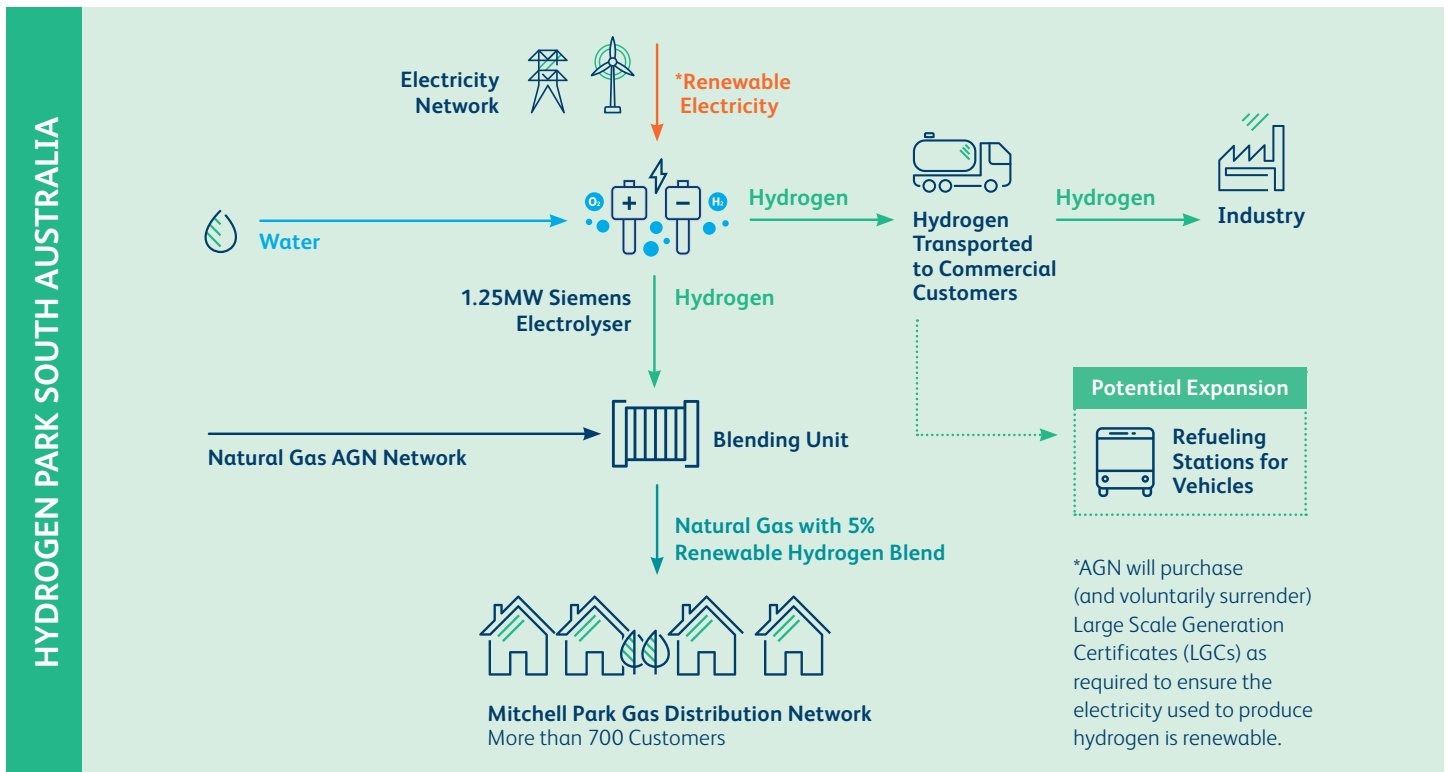 HYDROGEN PARK SOUTH AUSTRALIA
Electricity
Network
*Renewable
Electricity
Water
O₂
+
−
H₂
Hydrogen
Hydrogen
Transported
to Commercial
Customers
Hydrogen
Industry
1.25MW Siemens
Electrolyser
Hydrogen
Natural Gas AGN Network
Blending Unit
Potential Expansion
Refueling
Stations for
Vehicles
Natural Gas with 5%
Renewable Hydrogen Blend
Mitchell Park Gas Distribution Network
More than 700 Customers
*AGN will purchase
(and voluntarily surrender)
Large Scale Generation
Certificates (LGCs) as
required to ensure the
electricity used to produce
hydrogen is renewable.